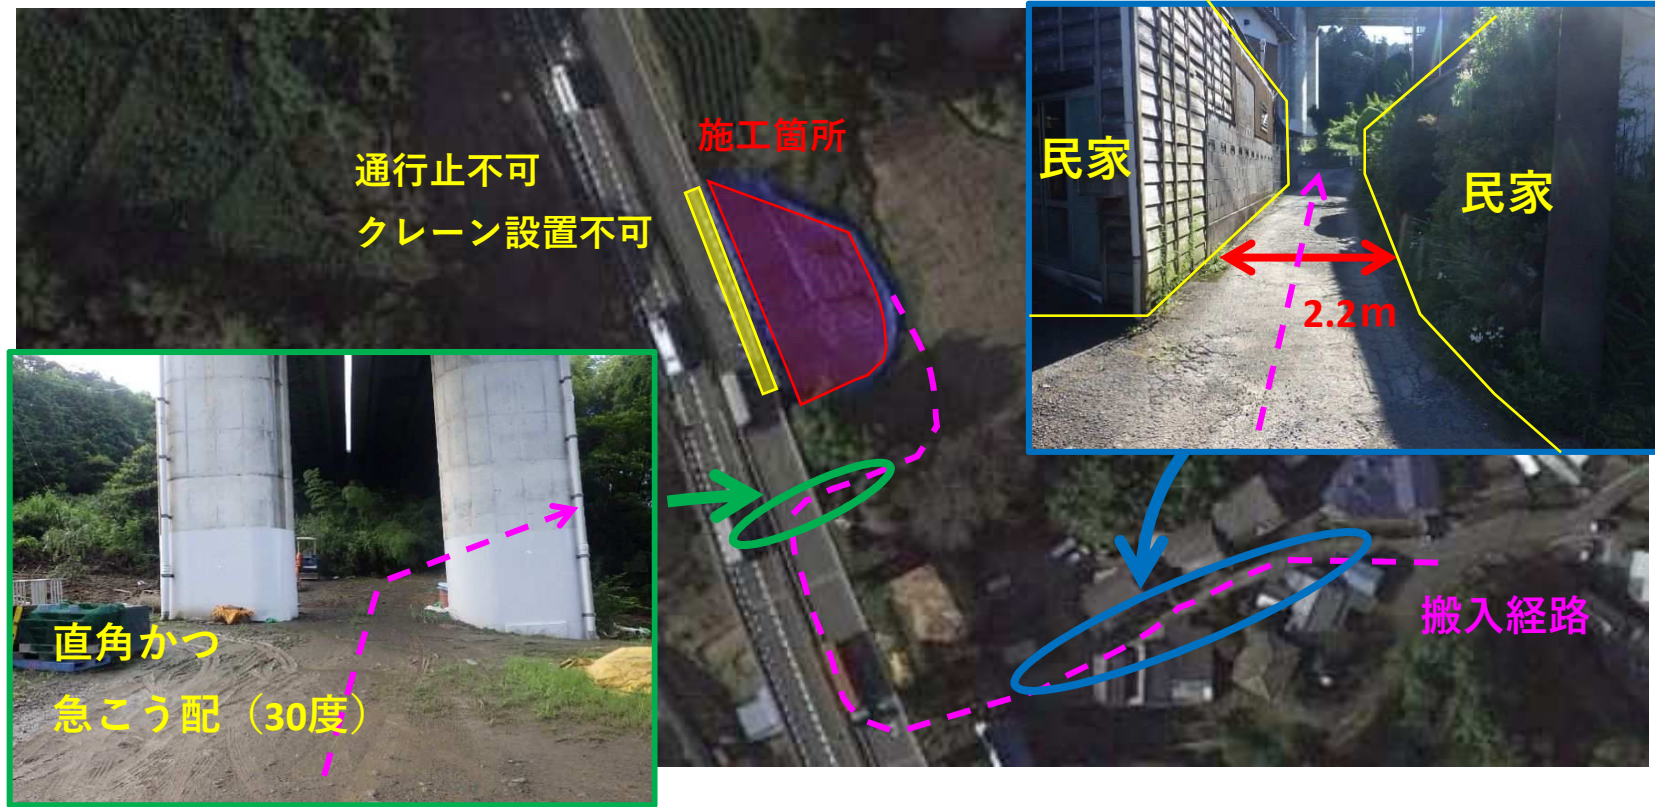 施工箇所
通行止不可
クレーン設置不可
民家
民家
2.2m
直角かつ
急こう配（30度）
搬入経路